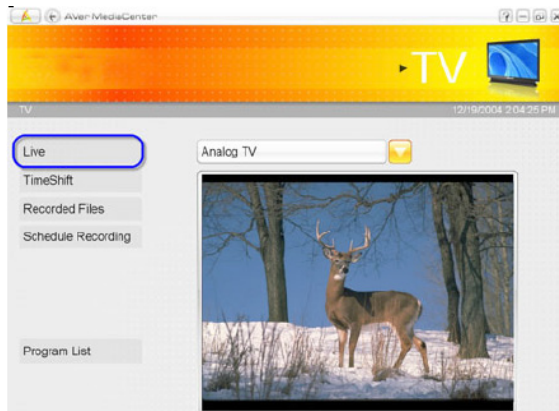 AVer MediaCenter
TV
TV
12/19/2004 2:04:25 PM
Live
Analog TV
TimeShift
Recorded Files
Schedule Recording
Program List